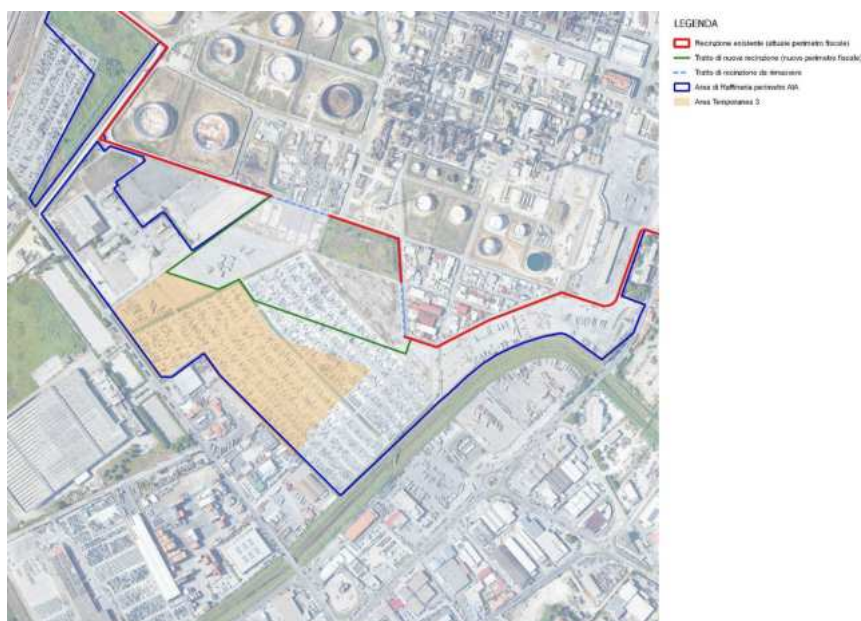 LEGENDA
Recinzione esistente (attuale perimetro fiscale)
Tratto di nuova recinzione (nuovo perimetro fiscale)
Tratto di recinzione da rimuovere
Area di Raffineria perimetro AIA
Area Temporanea 3